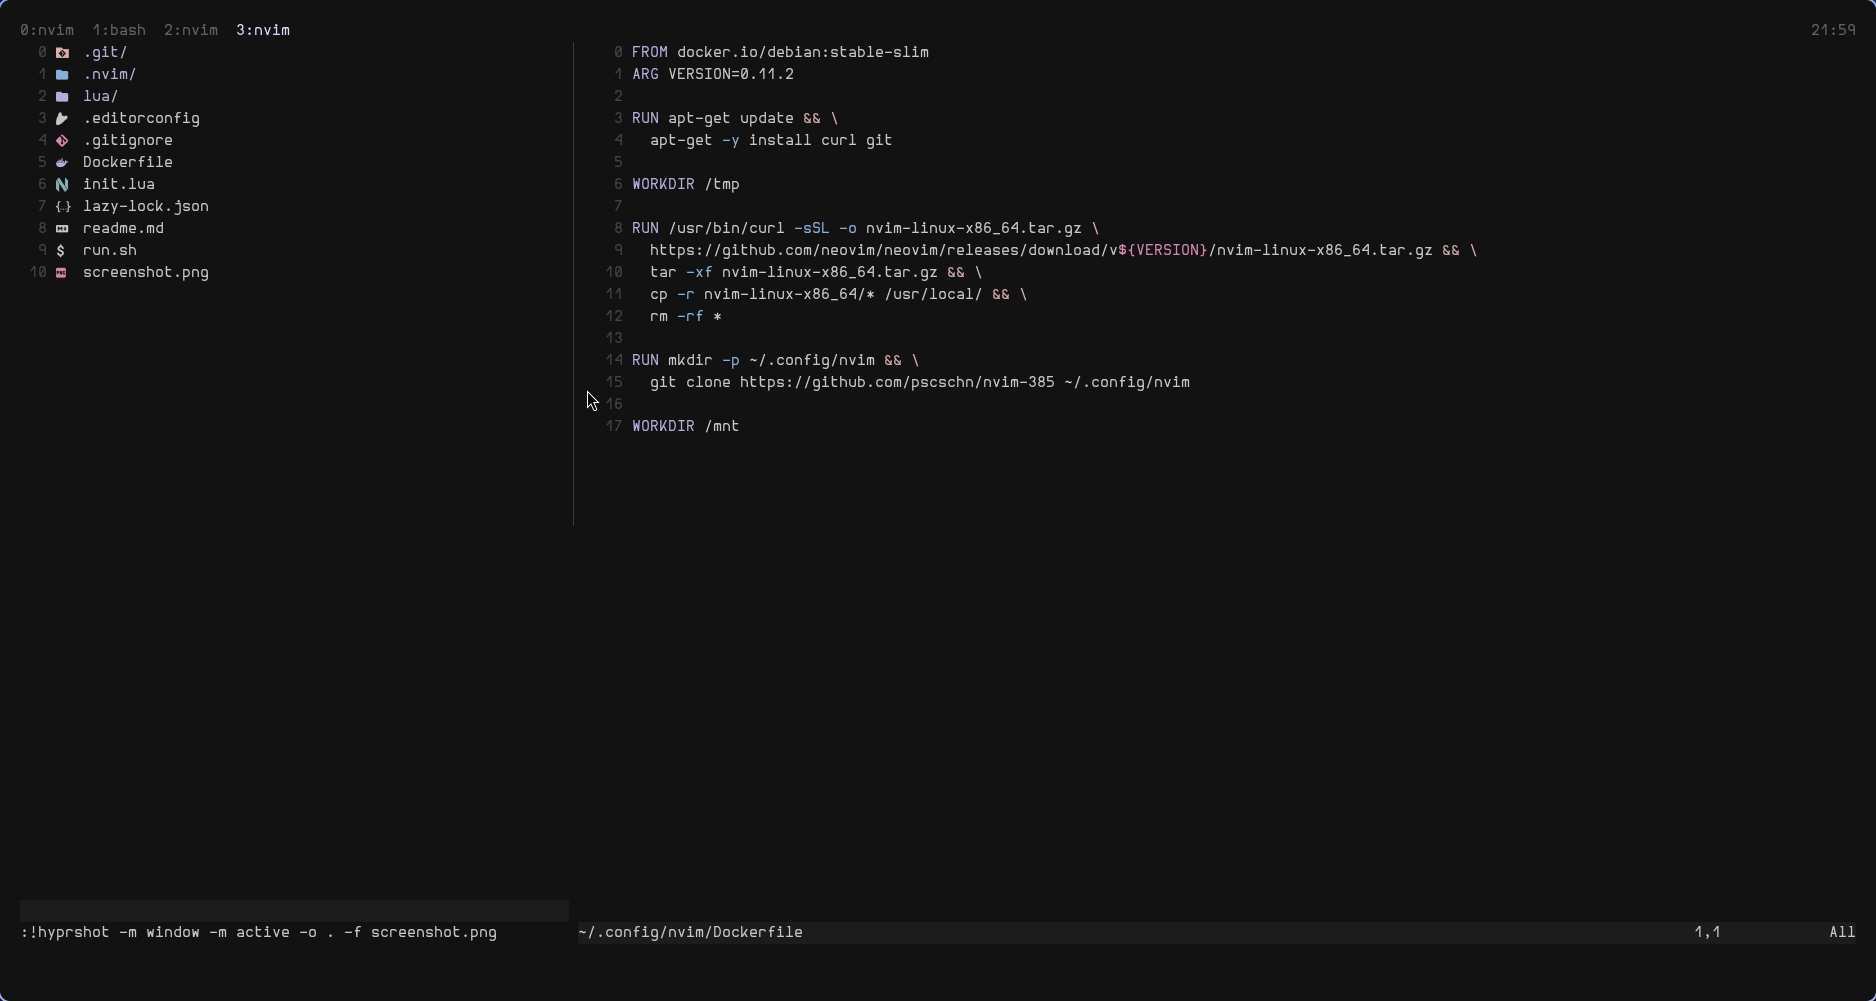 0:nvim 1:bash 2:nvim 3:nvim 21:59
0 .git/
1 .nvim/
2 lua/
3 .editorconfig
4 .gitignore
5 Dockerfile
6 init.lua
7 lazy-lock.json
8 readme.md
9 run.sh
10 screenshot.png
0 FROM docker.io/debian:stable-slim
1 ARG VERSION=0.11.2
2
3 RUN apt-get update && \
4   apt-get -y install curl git
5
6 WORKDIR /tmp
7
8 RUN /usr/bin/curl -sSL -o nvim-linux-x86_64.tar.gz \
9   https://github.com/neovim/neovim/releases/download/v${VERSION}/nvim-linux-x86_64.tar.gz && \
10   tar -xf nvim-linux-x86_64.tar.gz && \
11   cp -r nvim-linux-x86_64/* /usr/local/ && \
12   rm -rf *
13
14 RUN mkdir -p ~/.config/nvim && \
15   git clone https://github.com/pscschn/nvim-385 ~/.config/nvim
16
17 WORKDIR /mnt
:!hyprshot -m window -m active -o . -f screenshot.png
~/.config/nvim/Dockerfile 1,1 All